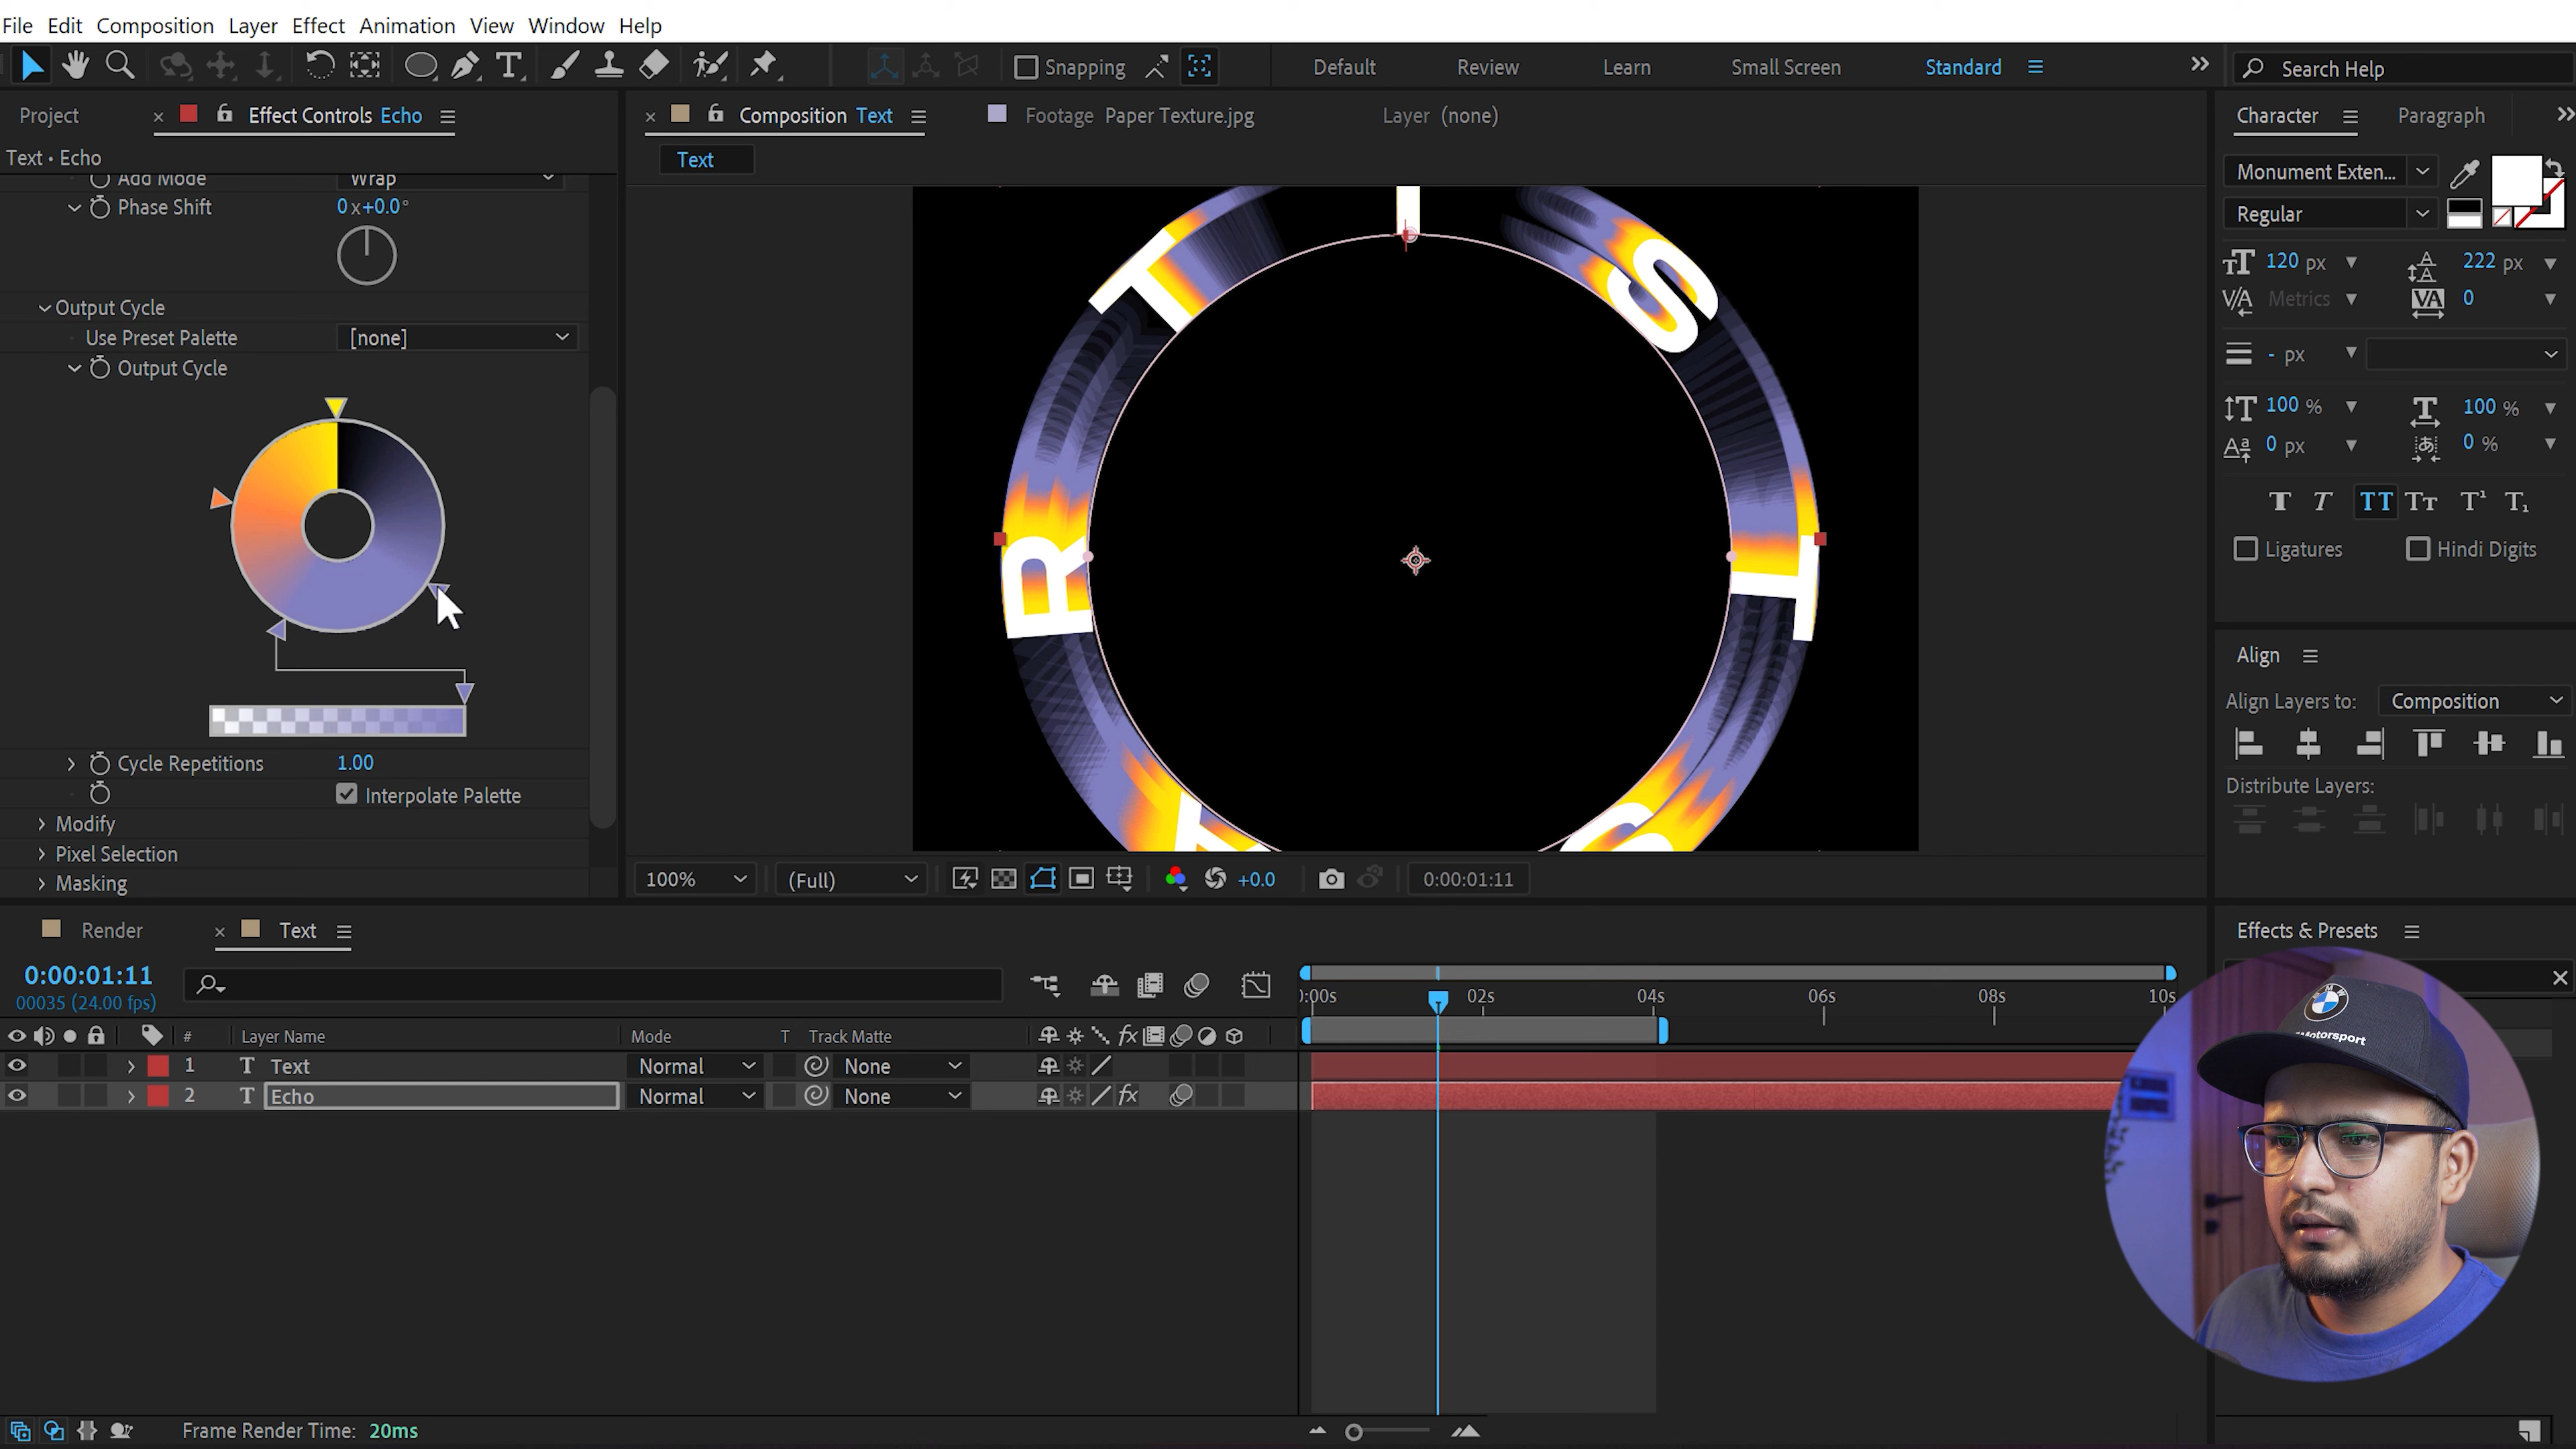 File Edit Composition Layer Effect Animation View Window Help
Snapping Default Review Learn Small Screen Standard Search Help
Project Effect Controls Echo Composition Text Footage Paper Texture.jpg Layer (none) Character Paragraph
Text • Echo Text
Add Mode Wrap
Phase Shift 0 x+0.0°
Output Cycle
Use Preset Palette [none]
Output Cycle
Cycle Repetitions 1.00
Interpolate Palette
Modify
Pixel Selection
Masking
T
S
R
T
S
Monument Exten...
Regular
120 px 222 px
Metrics 0
- px
100 % 100 %
0 px 0 %
Ligatures Hindi Digits
Align
Align Layers to: Composition
Distribute Layers:
100% (Full) +0.0 0:00:01:11
Render Text Effects & Presets
0:00:01:11
00035 (24.00 fps)
):00s 02s 04s 06s 08s 10s
# Layer Name Mode T Track Matte
1 T Text Normal None
2 T Echo Normal None
BMW
Motorsport
Frame Render Time: 20ms